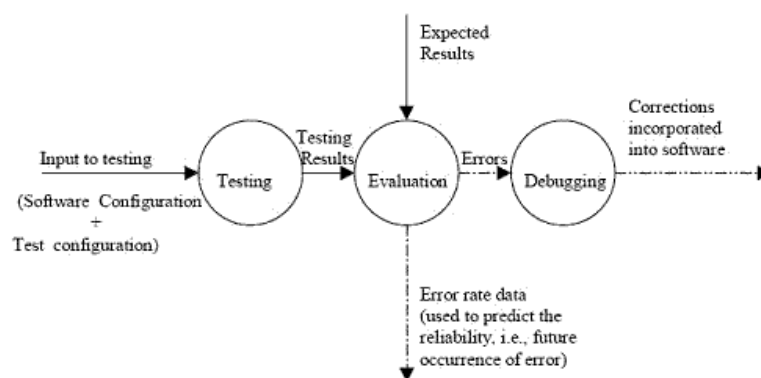 Expected
Results
Input to testing
(Software Configuration
+
Test configuration)
Testing
Testing
Results
Evaluation
Errors
Debugging
Corrections
incorporated
into software
Error rate data
(used to predict the
reliability, i.e., future
occurrence of error)